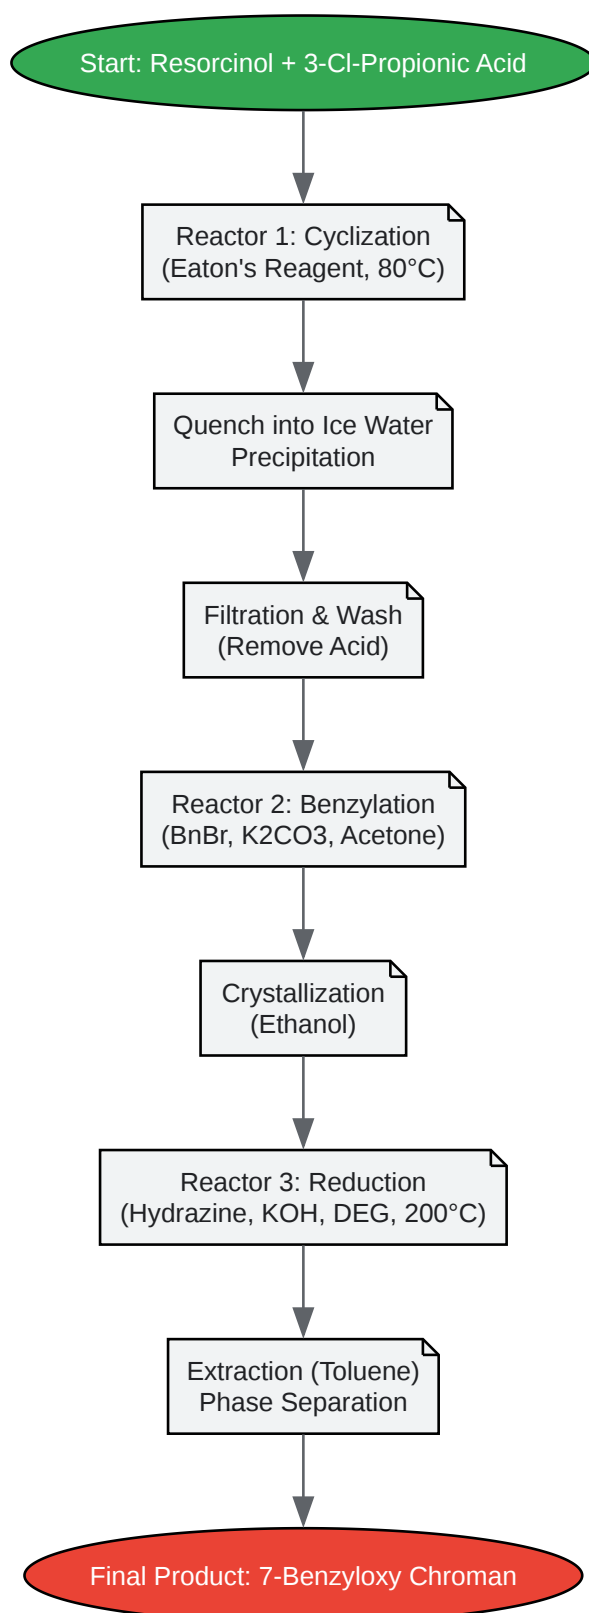 Start: Resorcinol + 3-Cl-Propionic Acid
Reactor 1: Cyclization
(Eaton's Reagent, 80°C)
Quench into Ice Water
Precipitation
Filtration & Wash
(Remove Acid)
Reactor 2: Benzylation
(BnBr, K2CO3, Acetone)
Crystallization
(Ethanol)
Reactor 3: Reduction
(Hydrazine, KOH, DEG, 200°C)
Extraction (Toluene)
Phase Separation
Final Product: 7-Benzyloxy Chroman